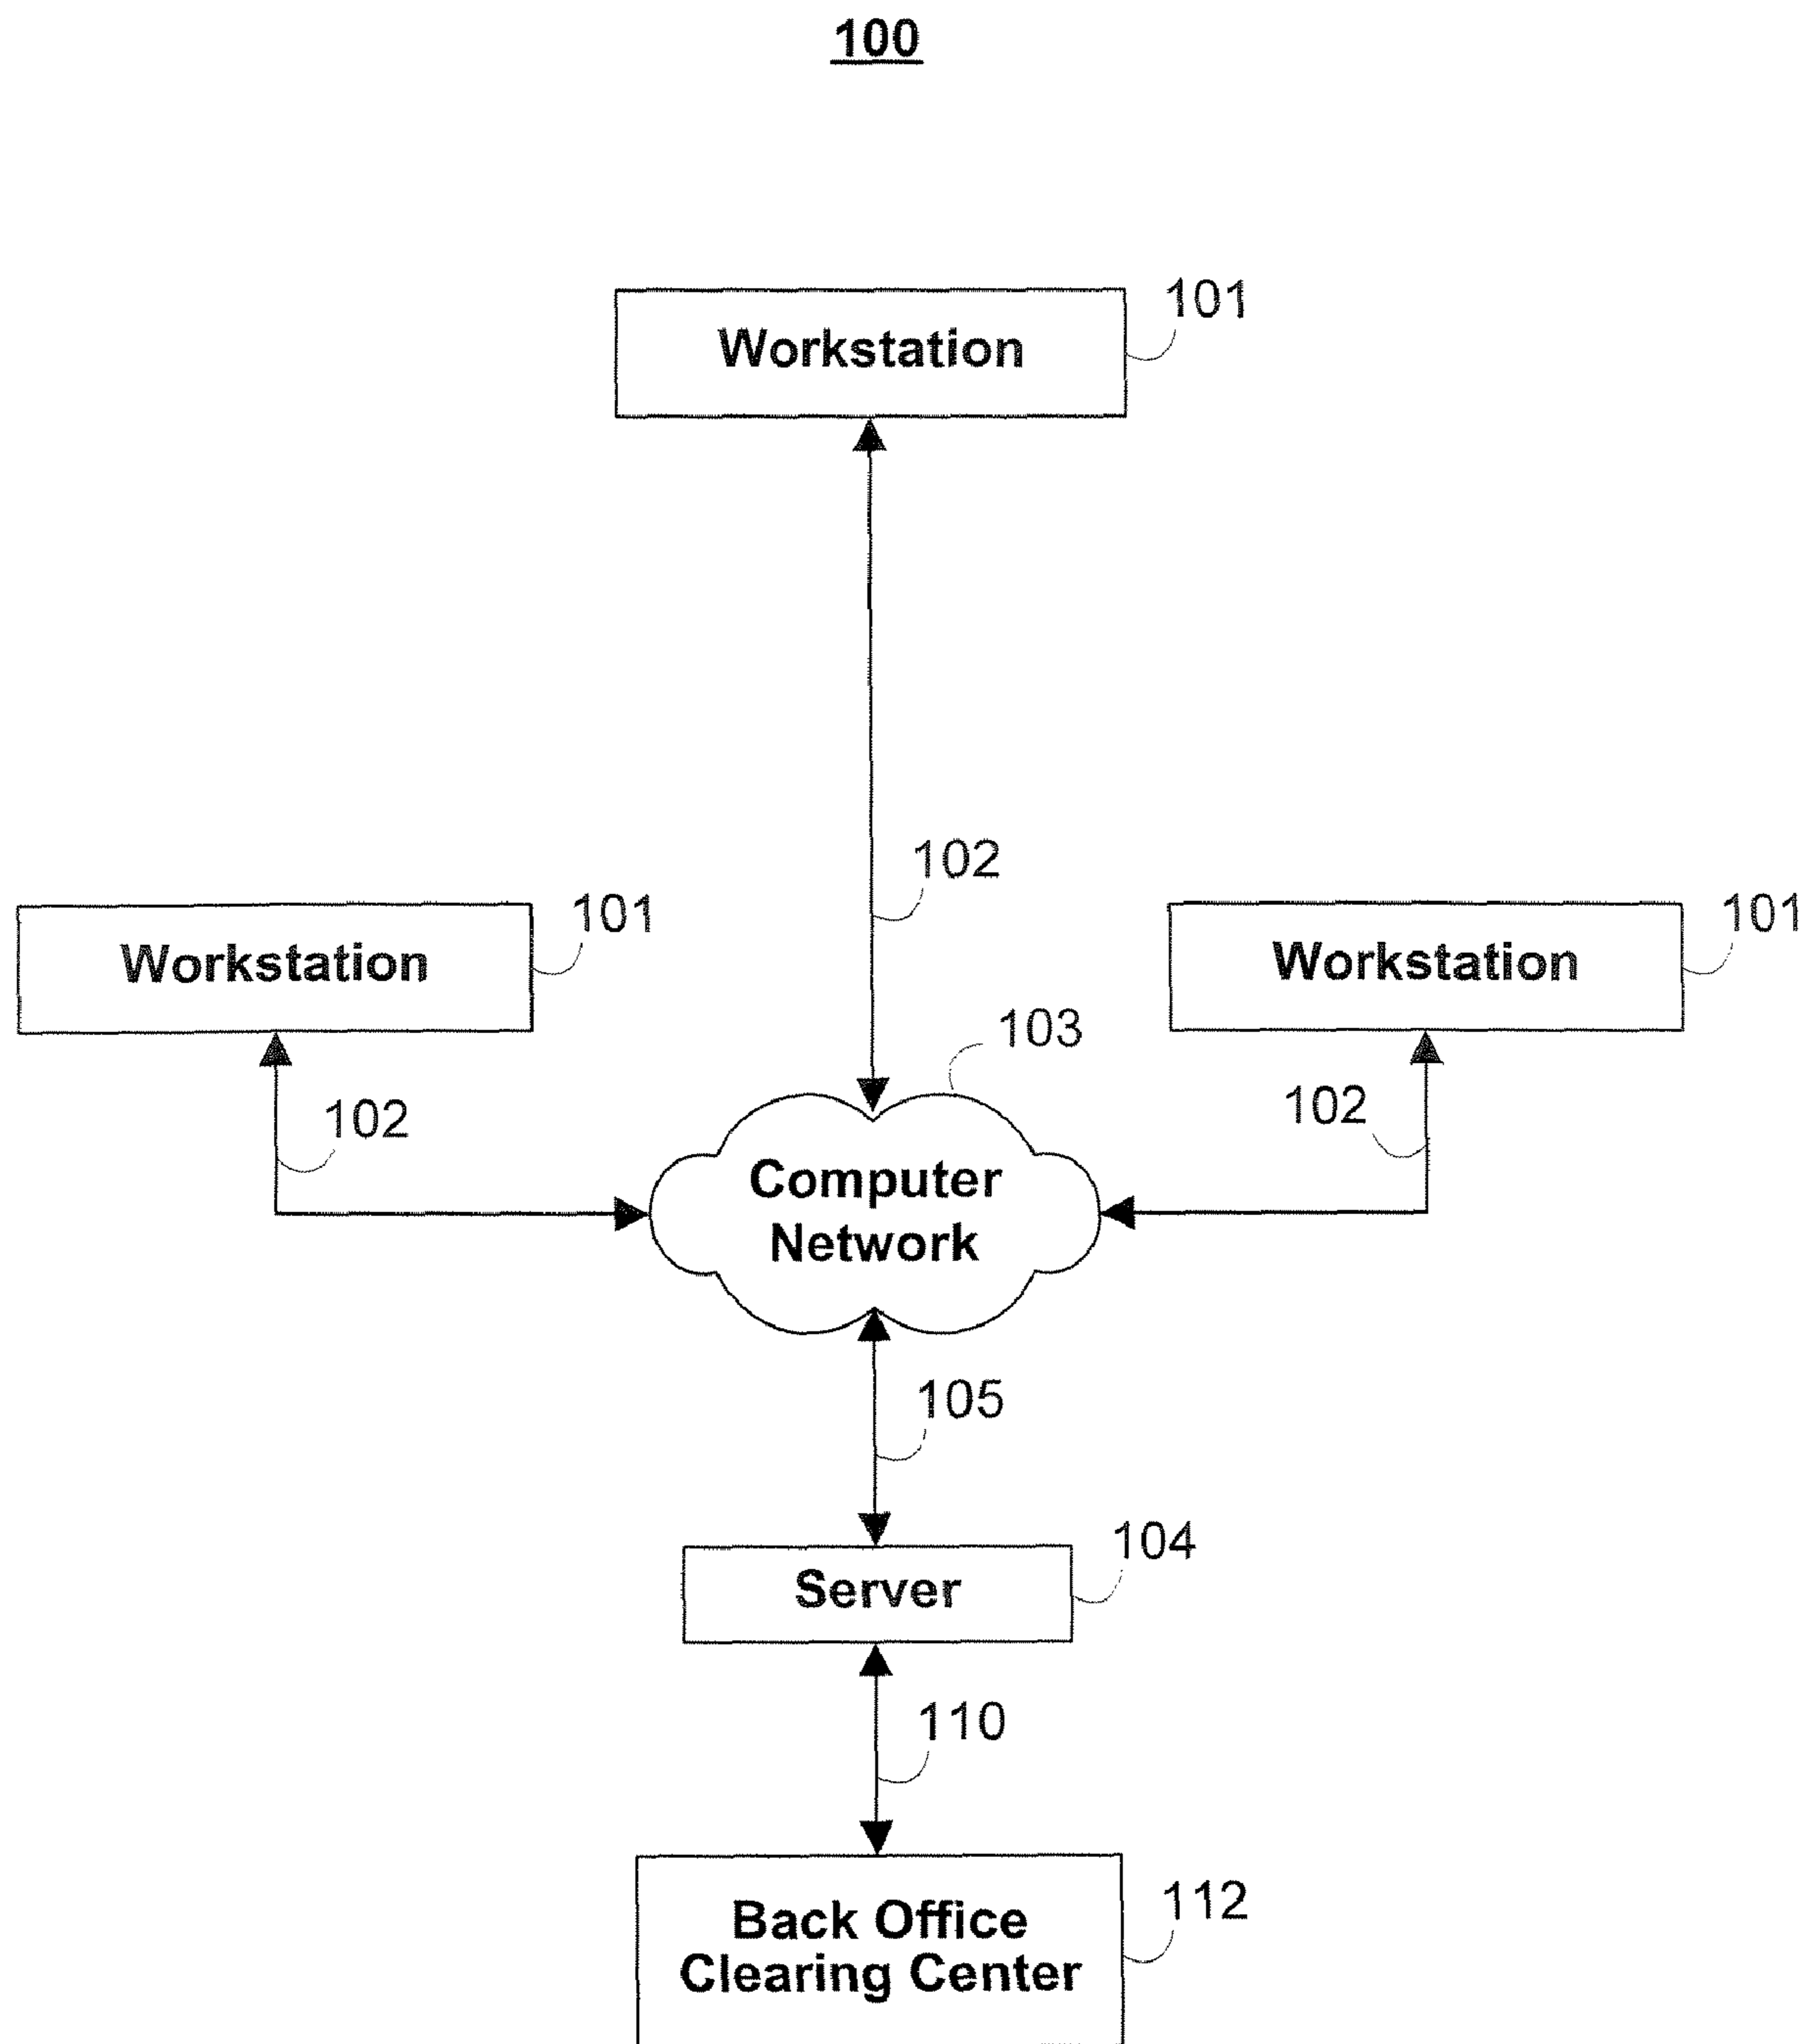 100
Workstation
101
102
Workstation
101
Workstation
101
103
102
102
Computer
Network
105
Server
104
110
Back Office
Clearing Center
112